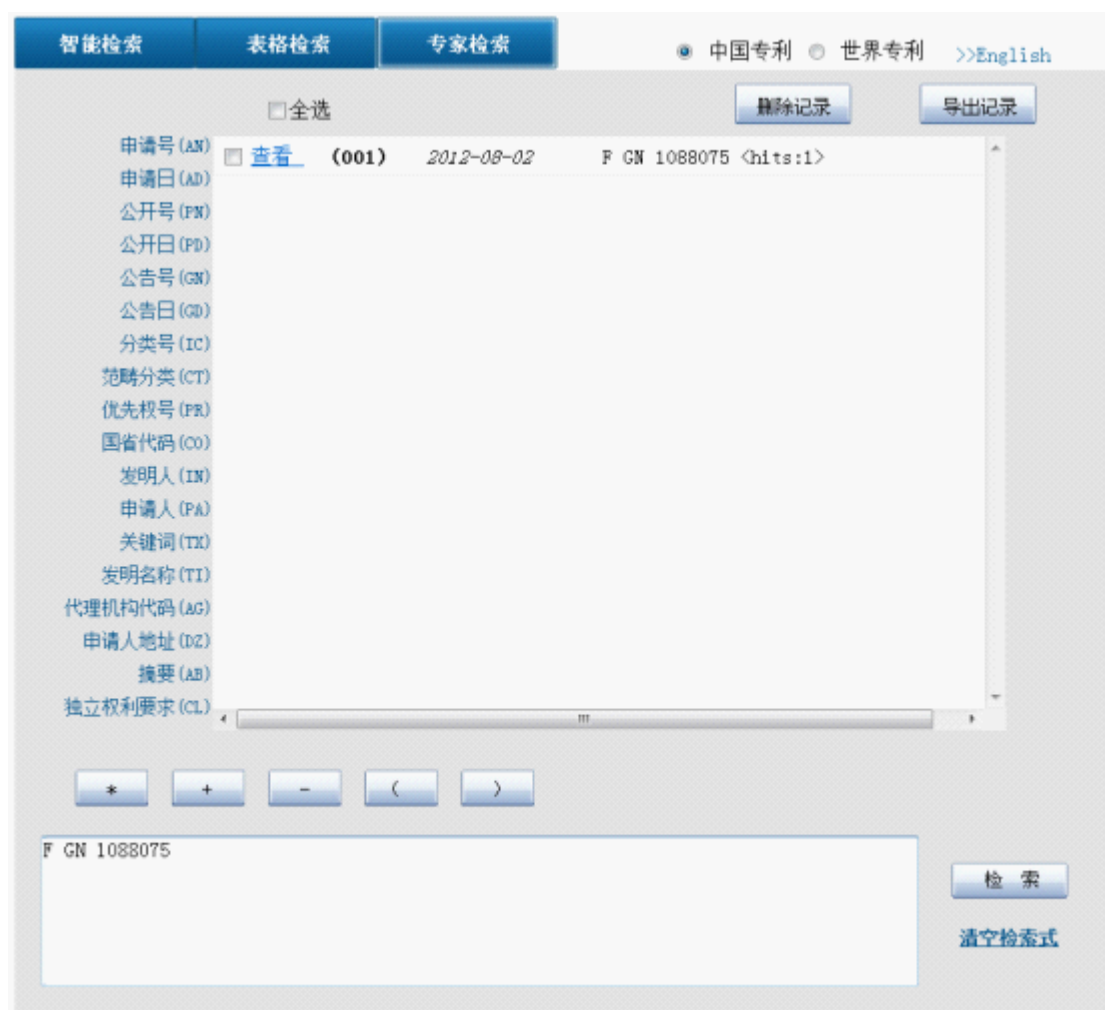 智能检索 表格检索 专家检索 中国专利 世界专利 >>English
全选 删除记录 导出记录
申请号(AN)
查看 (001) 2012-08-02 F GN 1088075 <hits:1>
申请日(AD)
公开号(PN)
公开日(PD)
公告号(GN)
公告日(GD)
分类号(IC)
范畴分类(CT)
优先权号(PR)
国省代码(CO)
发明人(IN)
申请人(PA)
关键词(TX)
发明名称(TI)
代理机构代码(AG)
申请人地址(DZ)
摘要(AB)
独立权利要求(CL)
* + - ( )
F GN 1088075
检 索
清空检索式